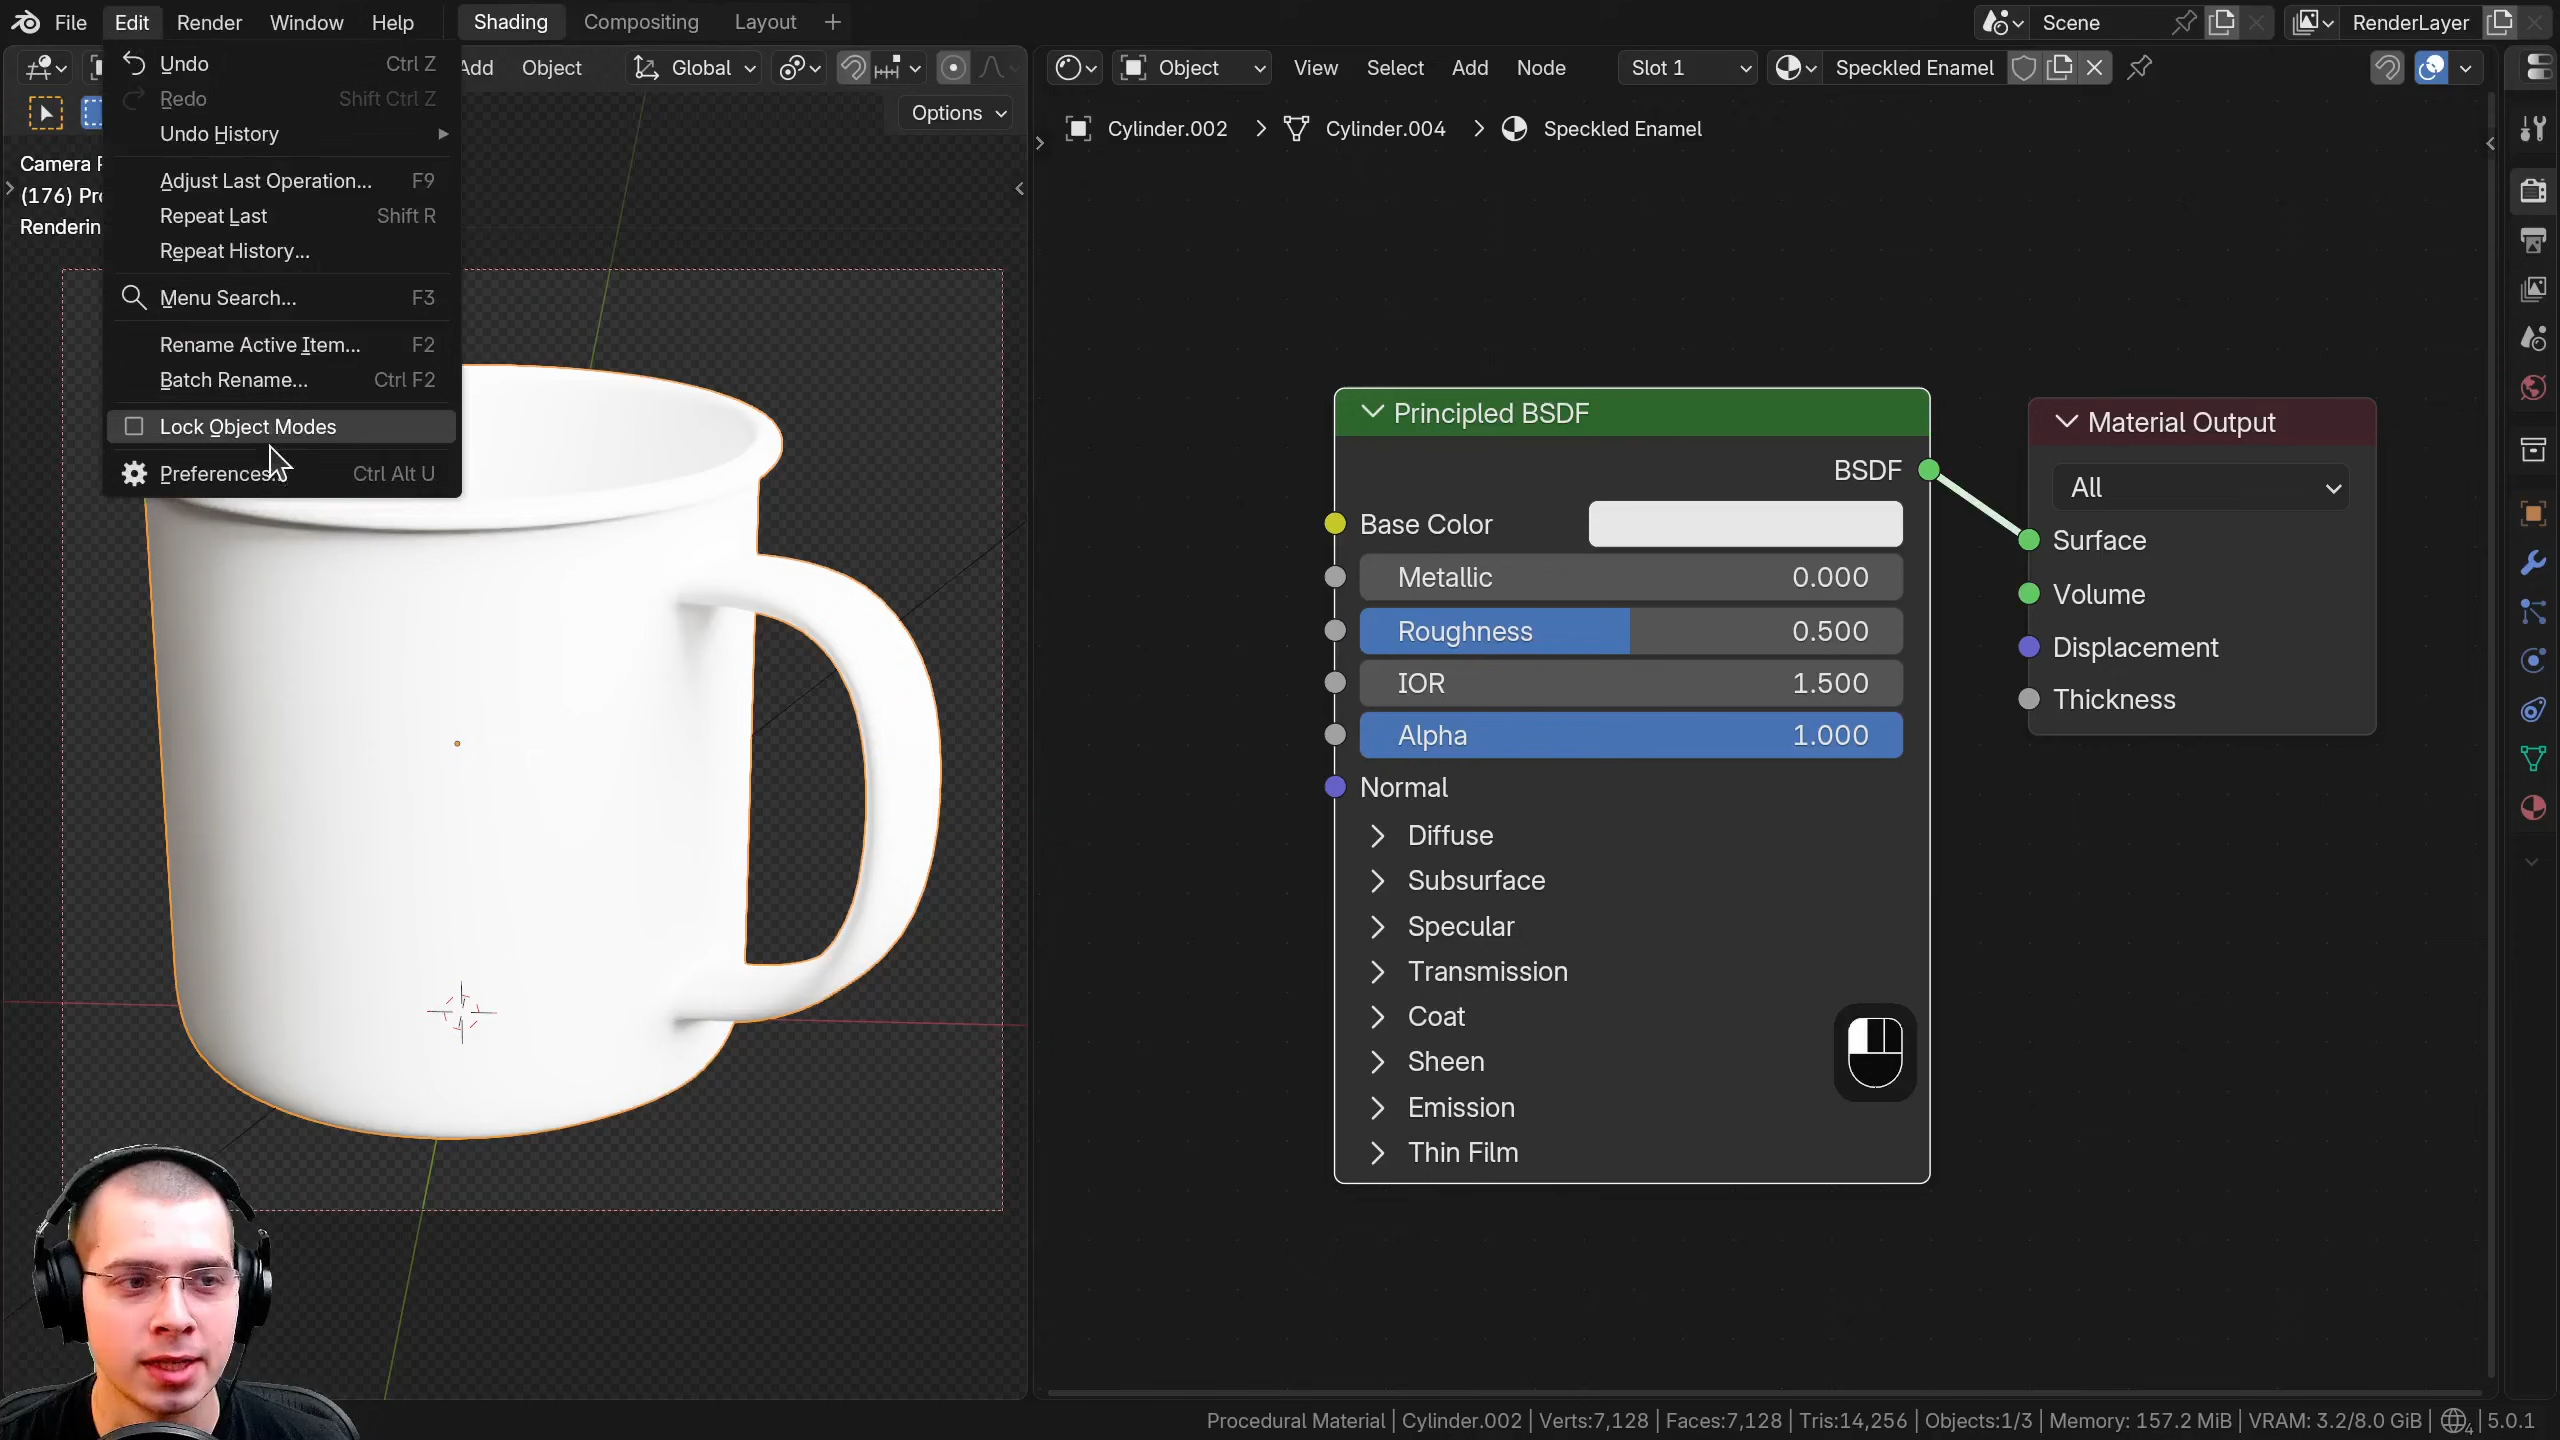 File Edit Render Window Help Shading Compositing Layout + Scene RenderLayer
Add Object Global Object View Select Add Node Slot 1 Speckled Enamel
Options
Undo Ctrl Z
Redo Shift Ctrl Z
Undo History
Adjust Last Operation... F9
Repeat Last Shift R
Repeat History...
Menu Search... F3
Rename Active Item... F2
Batch Rename... Ctrl F2
Lock Object Modes
Preferences Ctrl Alt U
Camera
(176)
Cylinder.002 > Cylinder.004 > Speckled Enamel
Principled BSDF
BSDF
Base Color
Metallic 0.000
Roughness 0.500
IOR 1.500
Alpha 1.000
Normal
Diffuse
Subsurface
Specular
Transmission
Coat
Sheen
Emission
Thin Film
Material Output
All
Surface
Volume
Displacement
Thickness
Procedural Material | Cylinder.002 | Verts:7,128 | Faces:7,128 | Tris:14,256 | Objects:1/3 | Memory: 157.2 MiB | VRAM: 3.2/8.0 GiB | 4 | 5.0.1